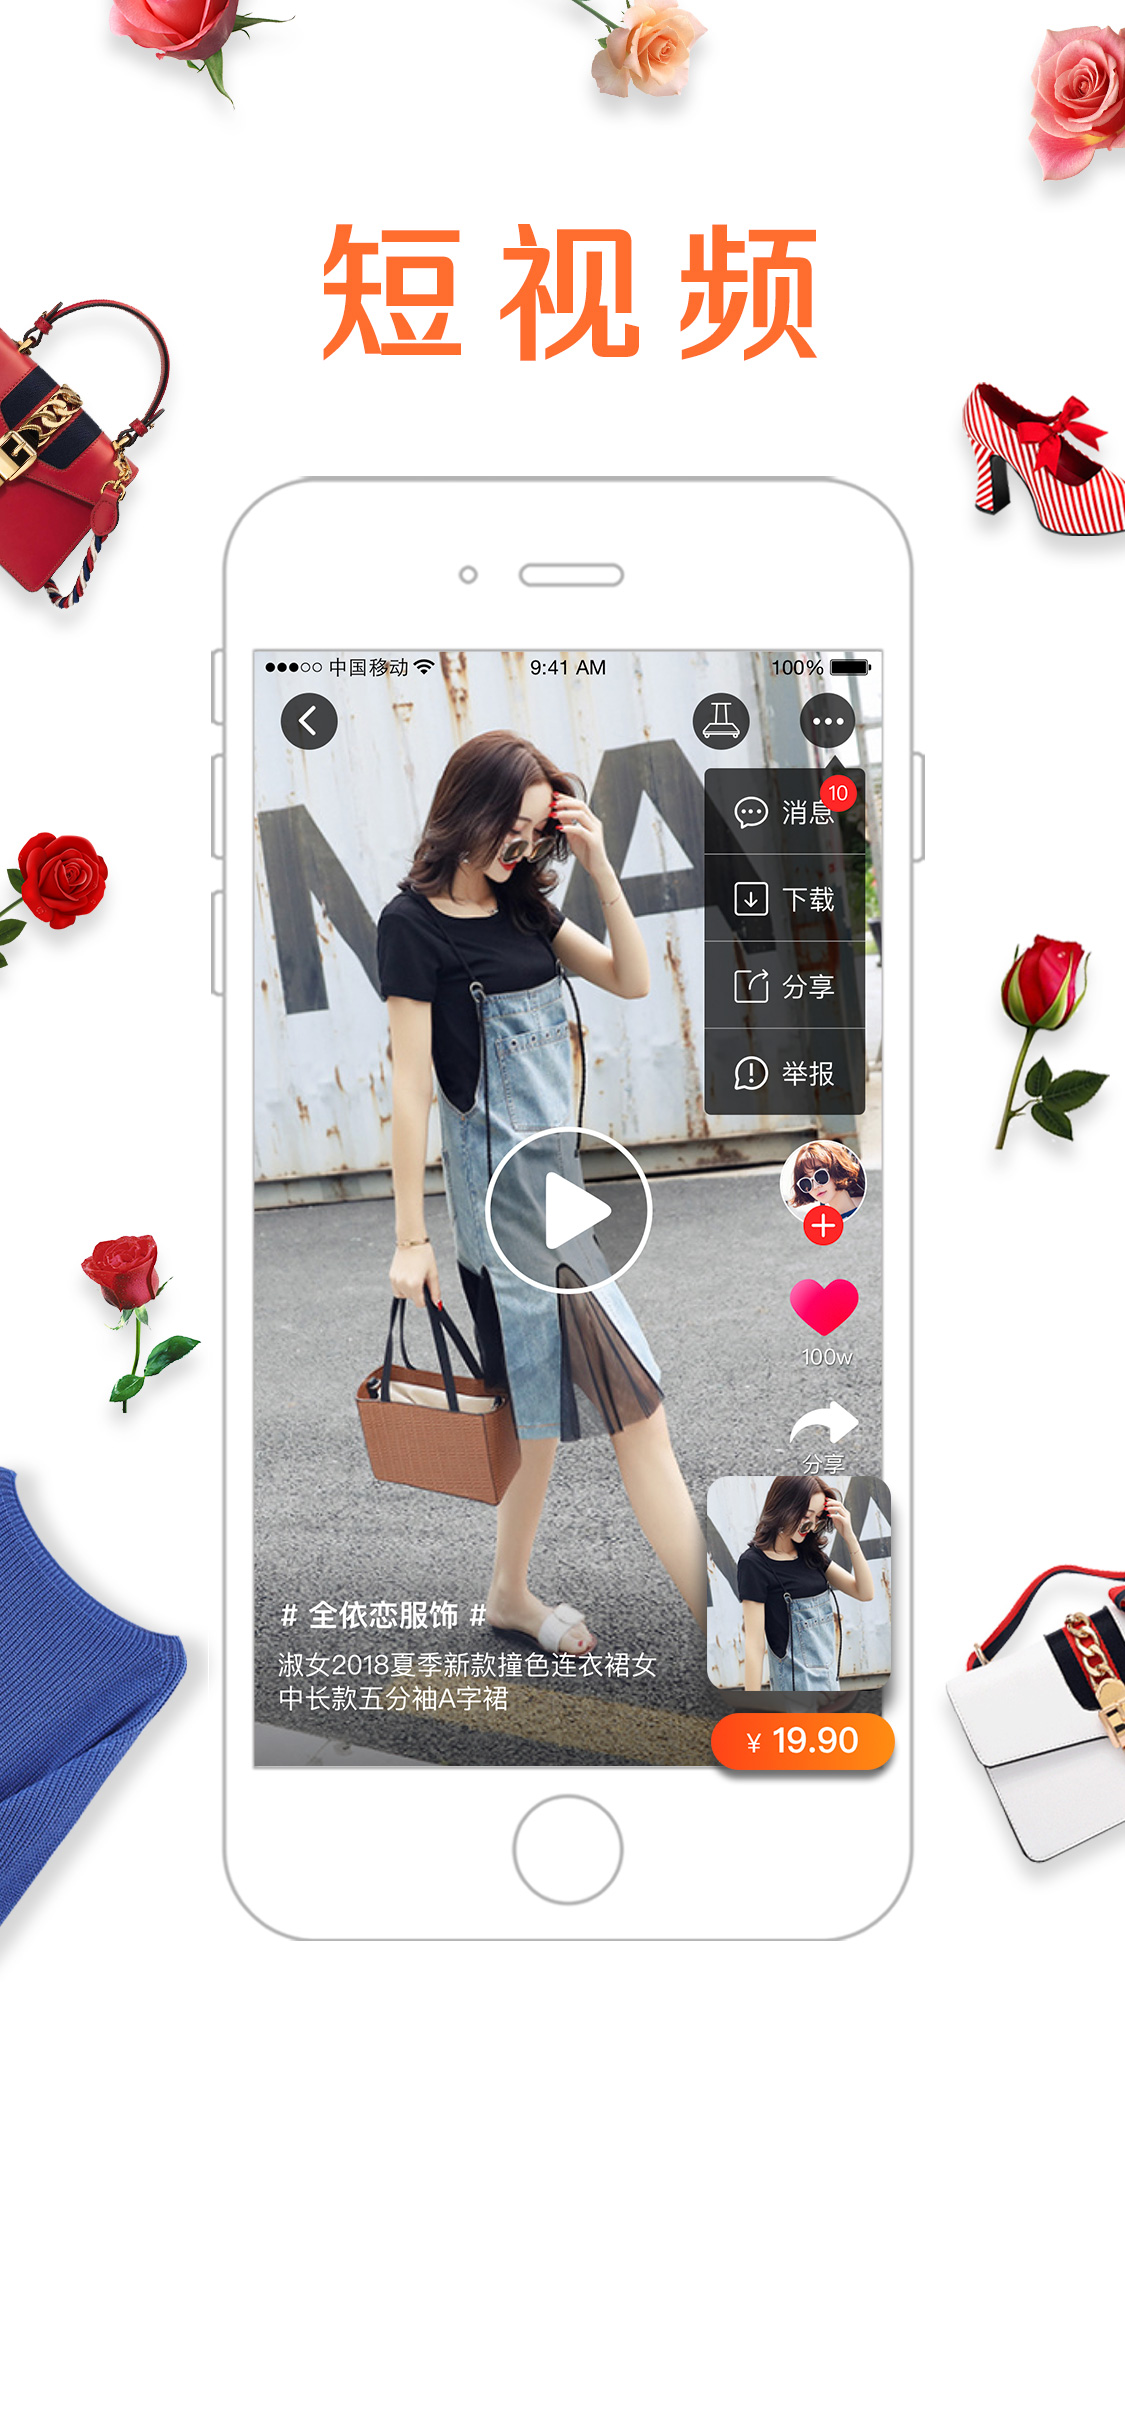 短视频
中国移动 9:41 AM 100%
10
消息
下载
分享
举报
100w
分享
# 全依恋服饰 #
淑女2018夏季新款撞色连衣裙女
中长款五分袖A字裙
¥ 19.90